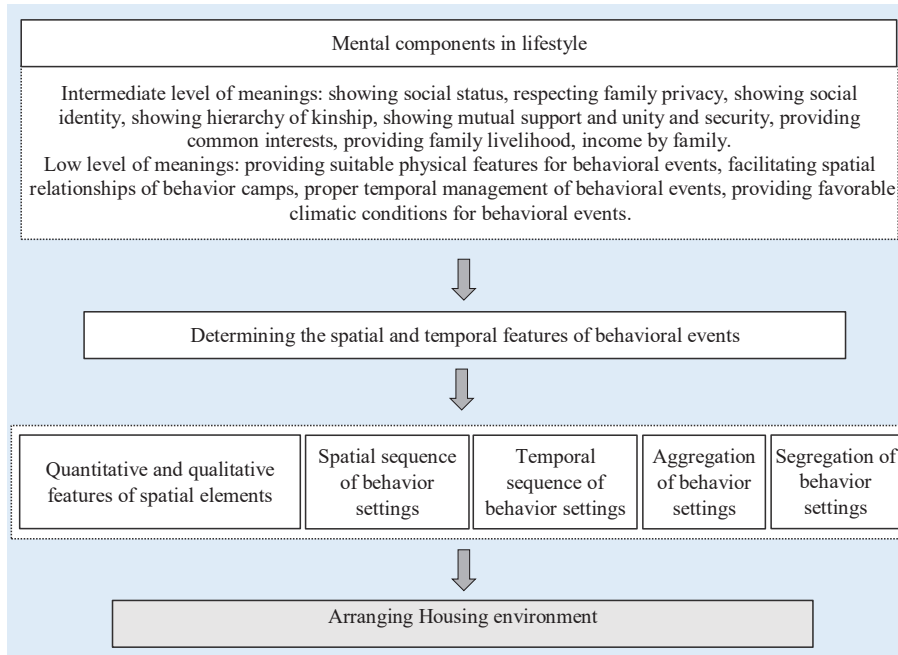 Mental components in lifestyle
Intermediate level of meanings: showing social status, respecting family privacy, showing social
identity, showing hierarchy of kinship, showing mutual support and unity and security, providing
common interests, providing family livelihood, income by family.
Low level of meanings: providing suitable physical features for behavioral events, facilitating spatial
relationships of behavior camps, proper temporal management of behavioral events, providing favorable
climatic conditions for behavioral events.
Determining the spatial and temporal features of behavioral events
Quantitative and qualitative
features of spatial elements
Spatial sequence
of behavior
settings
Temporal
sequence of
behavior settings
Aggregation
of behavior
settings
Segregation of
behavior
settings
Arranging Housing environment